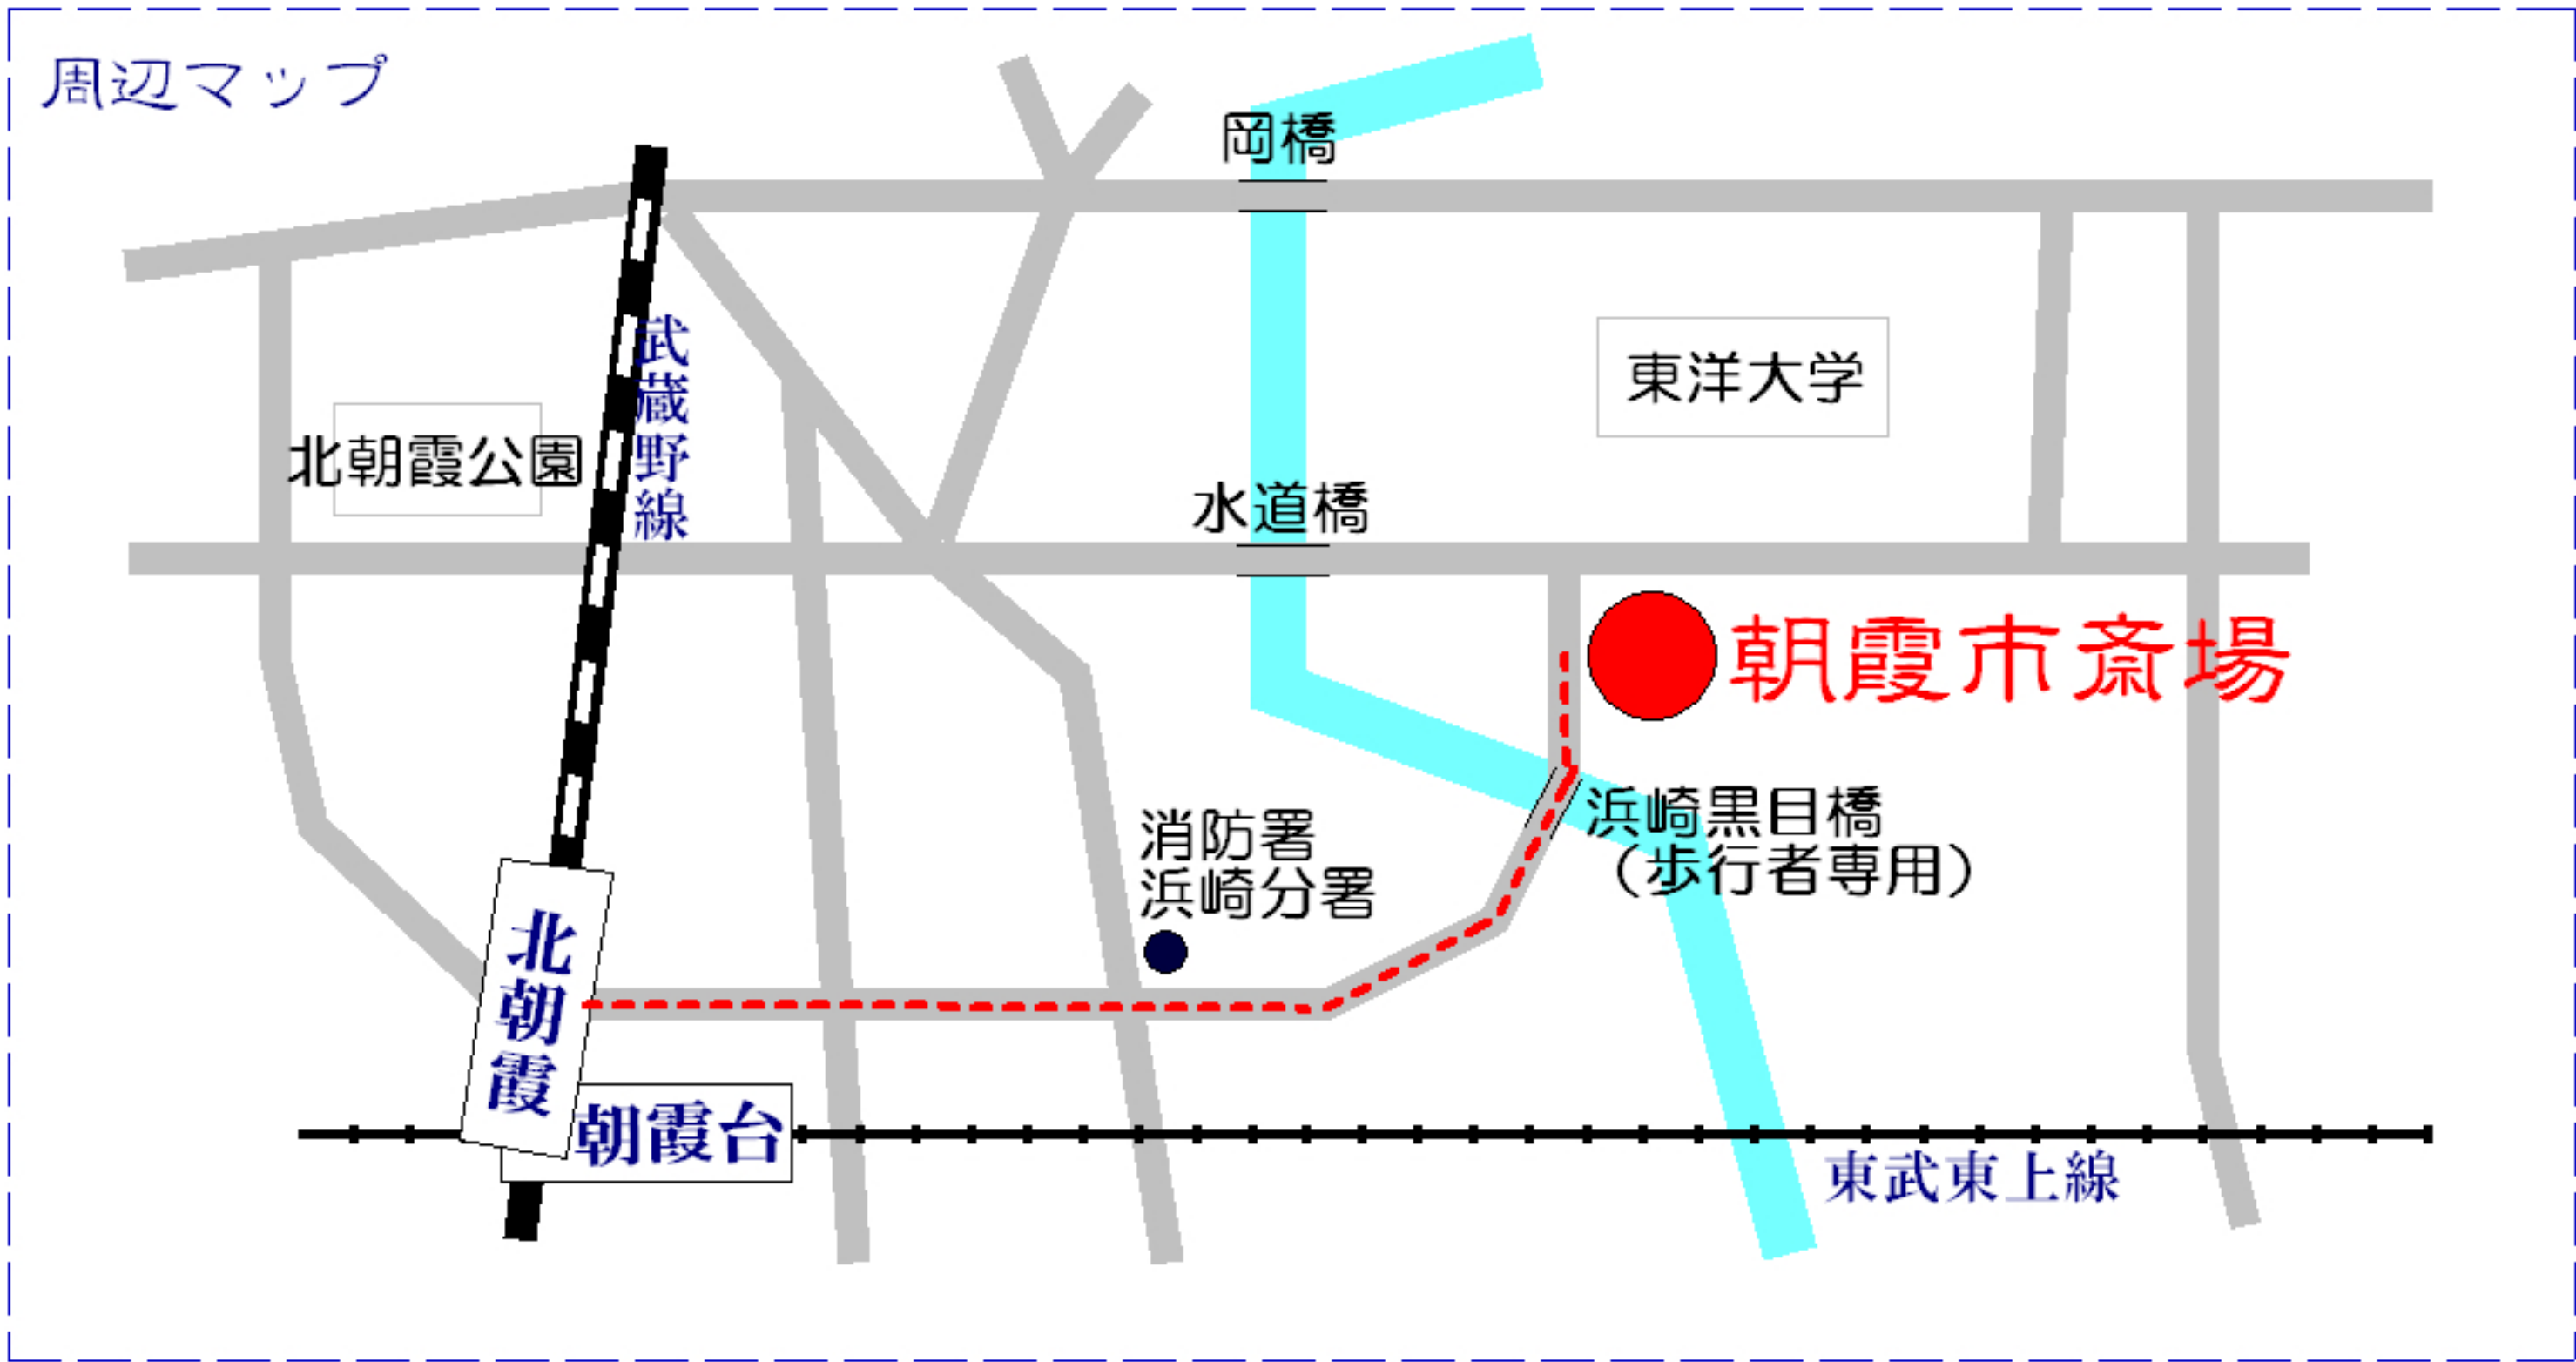 周辺マップ
岡橋
武蔵野線
東洋大学
北朝霞公園
水道橋
朝霞市斎場
浜崎黒目橋
（歩行者専用）
消防署
浜崎分署
北朝霞
朝霞台
東武東上線